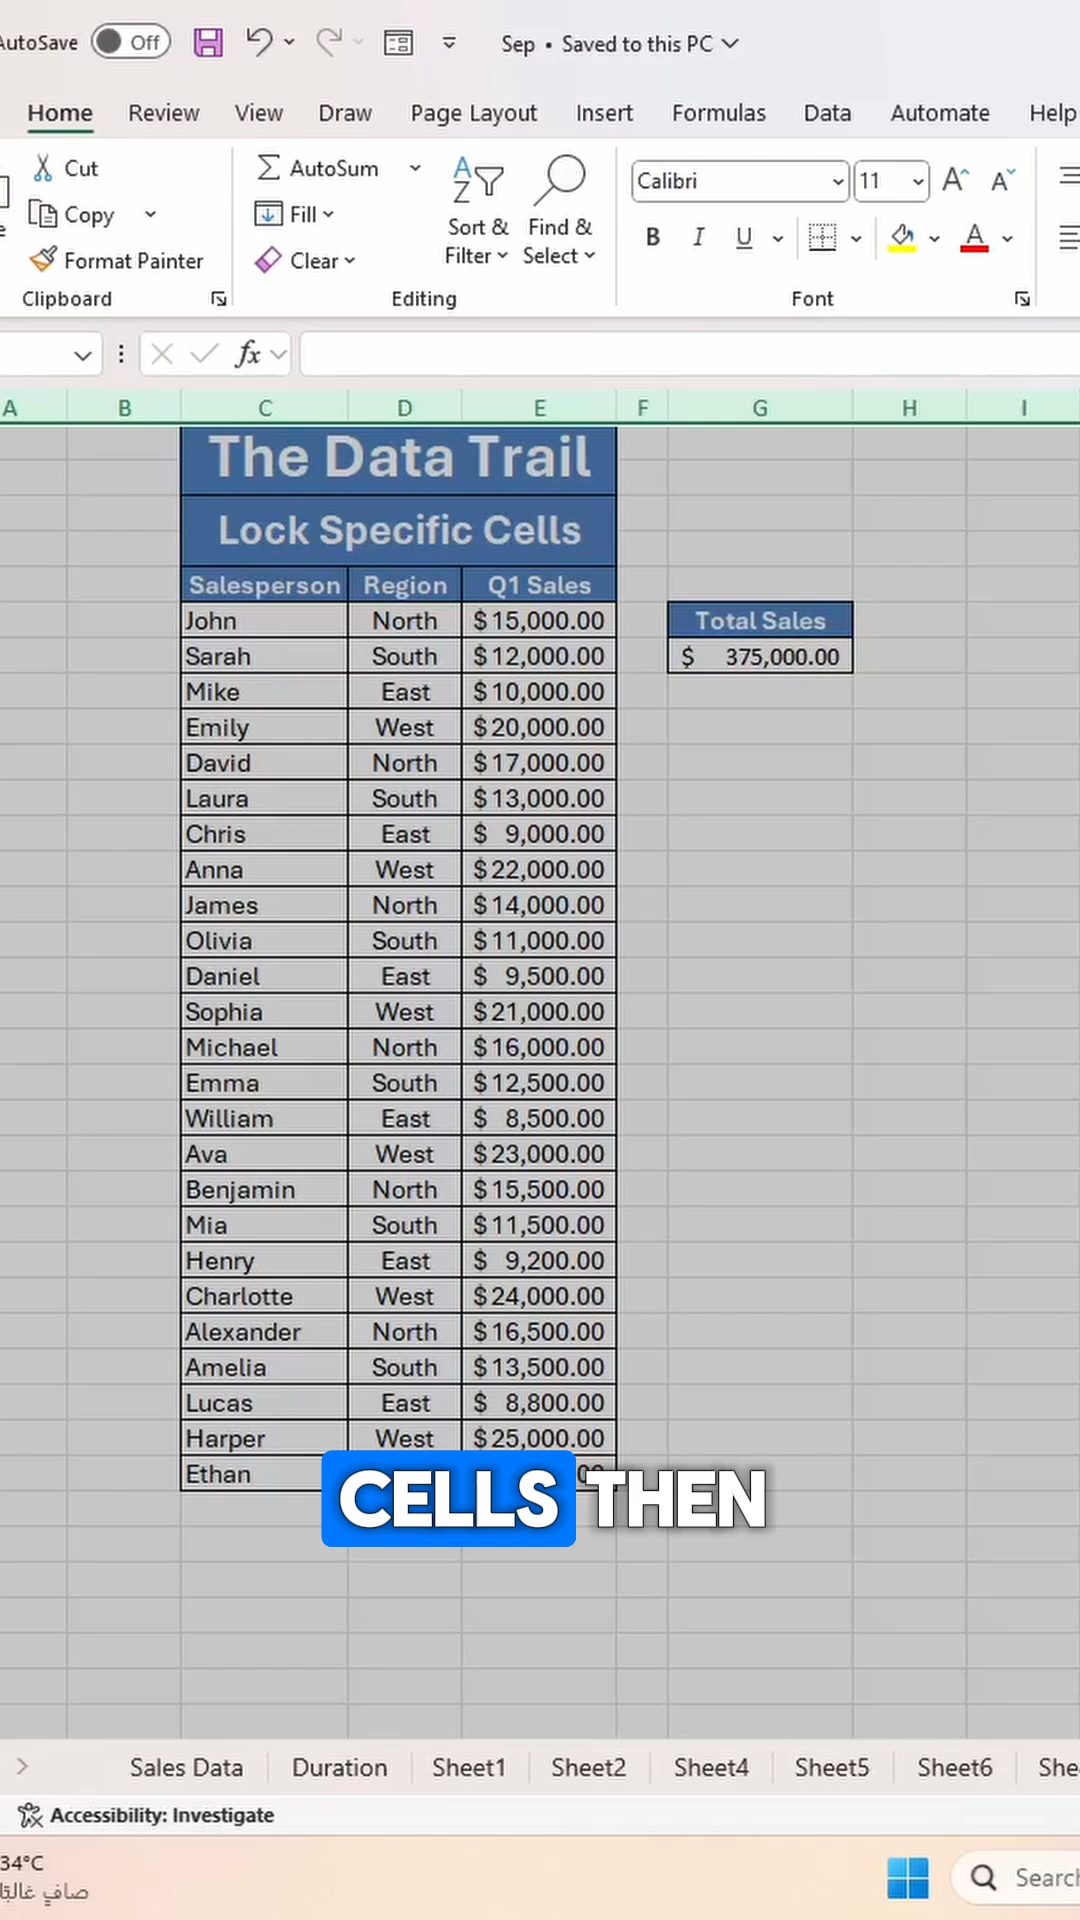 AutoSave Off Sep • Saved to this PC
Home Review View Draw Page Layout Insert Formulas Data Automate Help
Cut
Copy
Format Painter
Clipboard
AutoSum
Fill
Clear
Sort & Filter
Find & Select
Editing
Calibri 11
B I U A
Font
fx
A B C D E F G H I
The Data Trail
Lock Specific Cells
Salesperson Region Q1 Sales
John North $15,000.00 Total Sales
Sarah South $12,000.00 $ 375,000.00
Mike East $10,000.00
Emily West $20,000.00
David North $17,000.00
Laura South $13,000.00
Chris East $ 9,000.00
Anna West $22,000.00
James North $14,000.00
Olivia South $11,000.00
Daniel East $ 9,500.00
Sophia West $21,000.00
Michael North $16,000.00
Emma South $12,500.00
William East $ 8,500.00
Ava West $23,000.00
Benjamin North $15,500.00
Mia South $11,500.00
Henry East $ 9,200.00
Charlotte West $24,000.00
Alexander North $16,500.00
Amelia South $13,500.00
Lucas East $ 8,800.00
Harper West $25,000.00
Ethan
CELLS THEN
Sales Data Duration Sheet1 Sheet2 Sheet4 Sheet5 Sheet6
Accessibility: Investigate
34°C
صافٍ غالبًا
Search